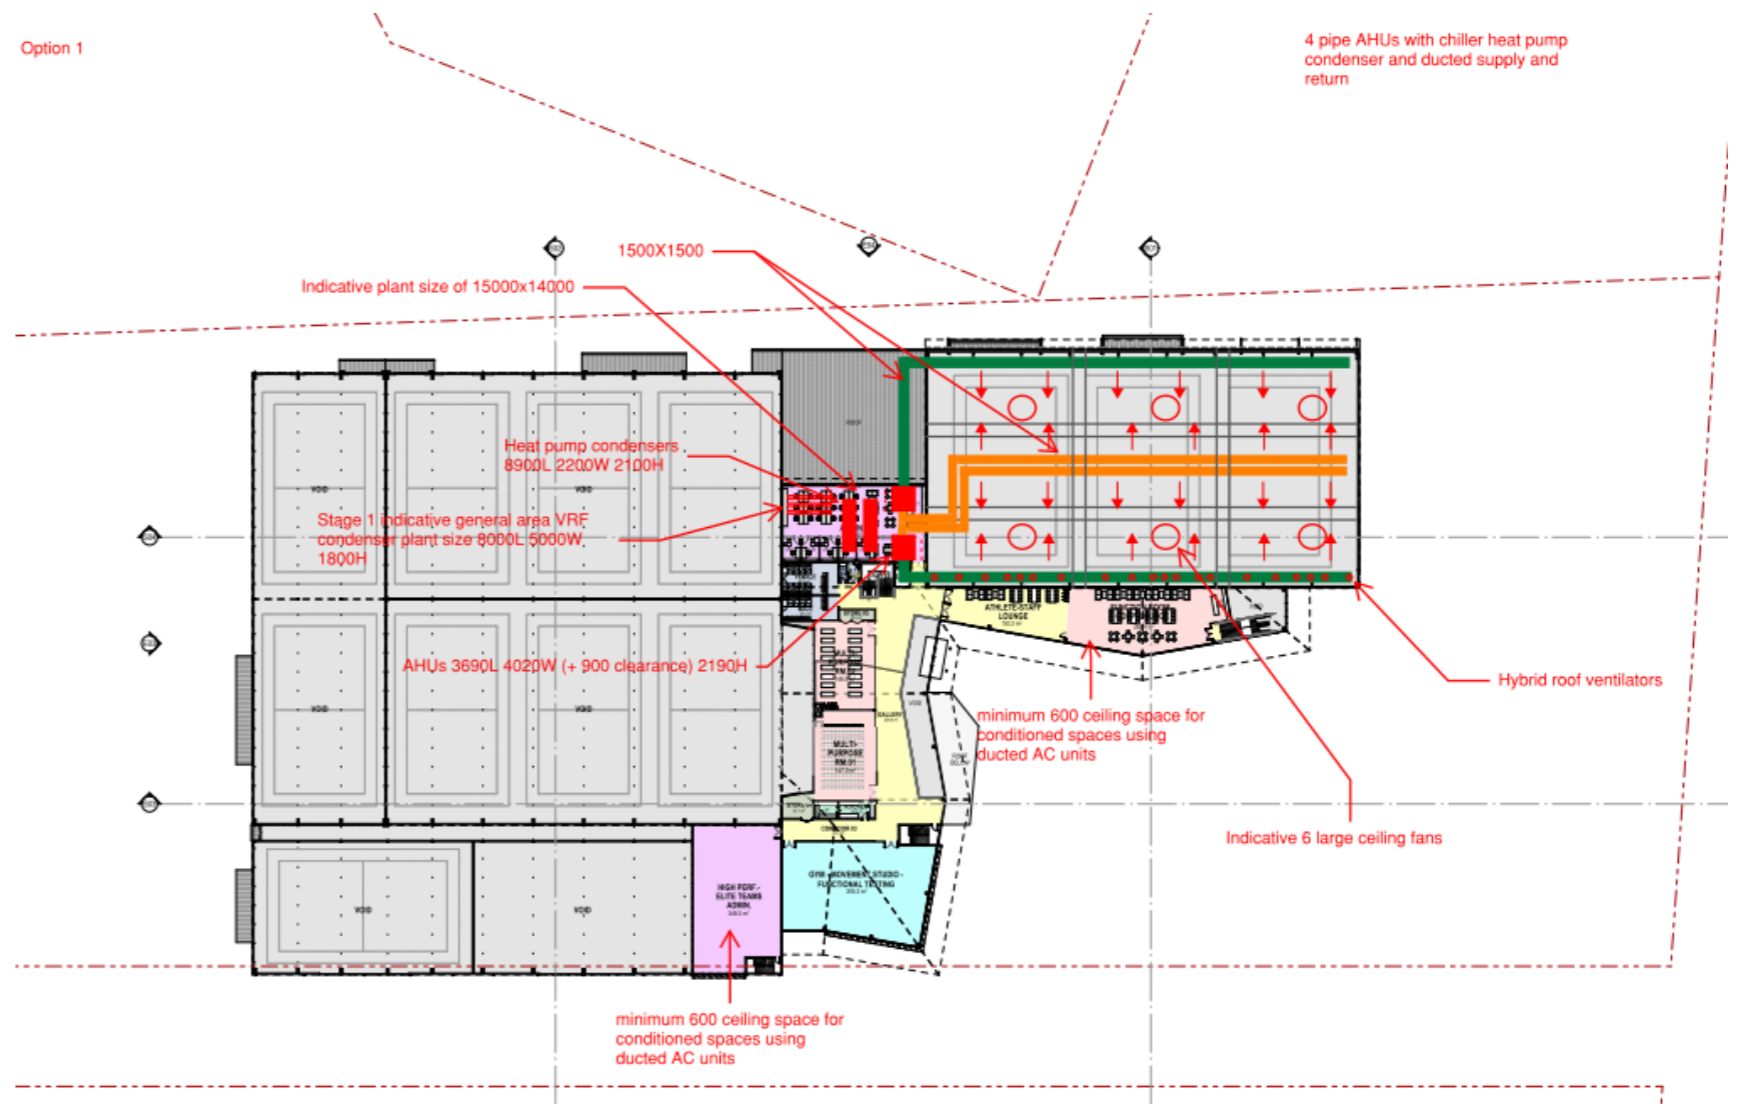 Option 1
4 pipe AHUs with chiller heat pump
condenser and ducted supply and
return
1500X1500
Indicative plant size of 15000x14000
ROOF
Heat pump condensers
8900L 2200W 2100H
VOID
VOID
Stage 1 indicative general area VRF
condenser plant size 8000L 5000W
1800H
ATHLETE-STAFF
LOUNGE
AHUs 3690L 4020W (+ 900 clearance) 2190H
Hybrid roof ventilators
VOID
VOID
VOID
GALLERY
minimum 600 ceiling space for
conditioned spaces using
ducted AC units
MULTI-
PURPOSE
RM.01
Indicative 6 large ceiling fans
GYM - MOVEMENT STUDIO -
FUNCTIONAL TESTING
HIGH PERF.-
ELITE TEAMS
ADMIN.
VOID
VOID
minimum 600 ceiling space for
conditioned spaces using
ducted AC units